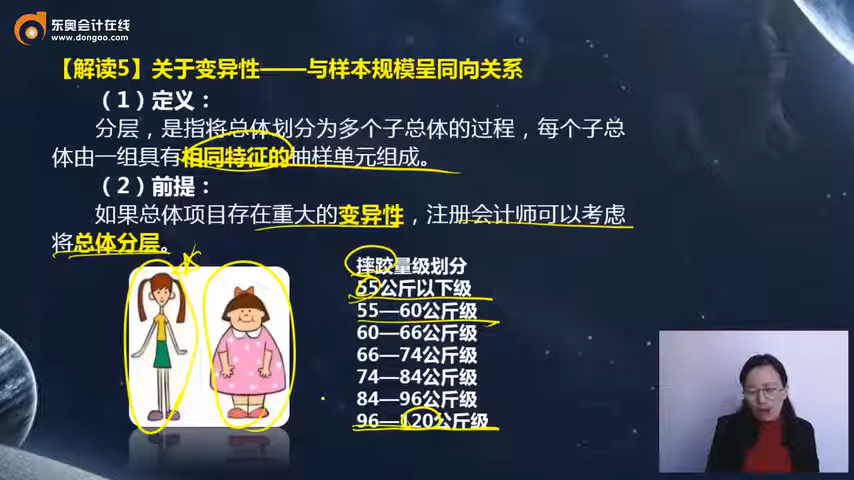 东奥会计在线
www.dongao.com
【解读5】关于变异性——与样本规模呈同向关系
（1）定义：
分层，是指将总体划分为多个子总体的过程，每个子总
体由一组具有相同特征的抽样单元组成。
（2）前提：
如果总体项目存在重大的变异性，注册会计师可以考虑
将总体分层。
摔跤量级划分
55公斤以下级
55—60公斤级
60—66公斤级
66—74公斤级
74—84公斤级
84—96公斤级
96—120公斤级